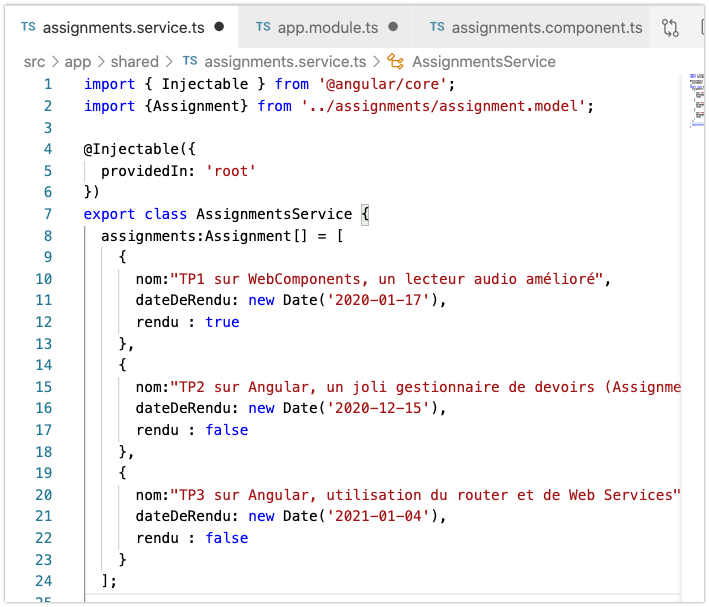 TS assignments.service.ts ● TS app.module.ts ● TS assignments.component.ts
src > app > shared > TS assignments.service.ts > AssignmentsService
1 import { Injectable } from '@angular/core';
2 import {Assignment} from '../assignments/assignment.model';
3
4 @Injectable({
5   providedIn: 'root'
6 })
7 export class AssignmentsService {
8   assignments:Assignment[] = [
9     {
10       nom:"TP1 sur WebComponents, un lecteur audio amélioré",
11       dateDeRendu: new Date('2020-01-17'),
12       rendu : true
13     },
14     {
15       nom:"TP2 sur Angular, un joli gestionnaire de devoirs (Assignme
16       dateDeRendu: new Date('2020-12-15'),
17       rendu : false
18     },
19     {
20       nom:"TP3 sur Angular, utilisation du router et de Web Services"
21       dateDeRendu: new Date('2021-01-04'),
22       rendu : false
23     }
24   ];
25